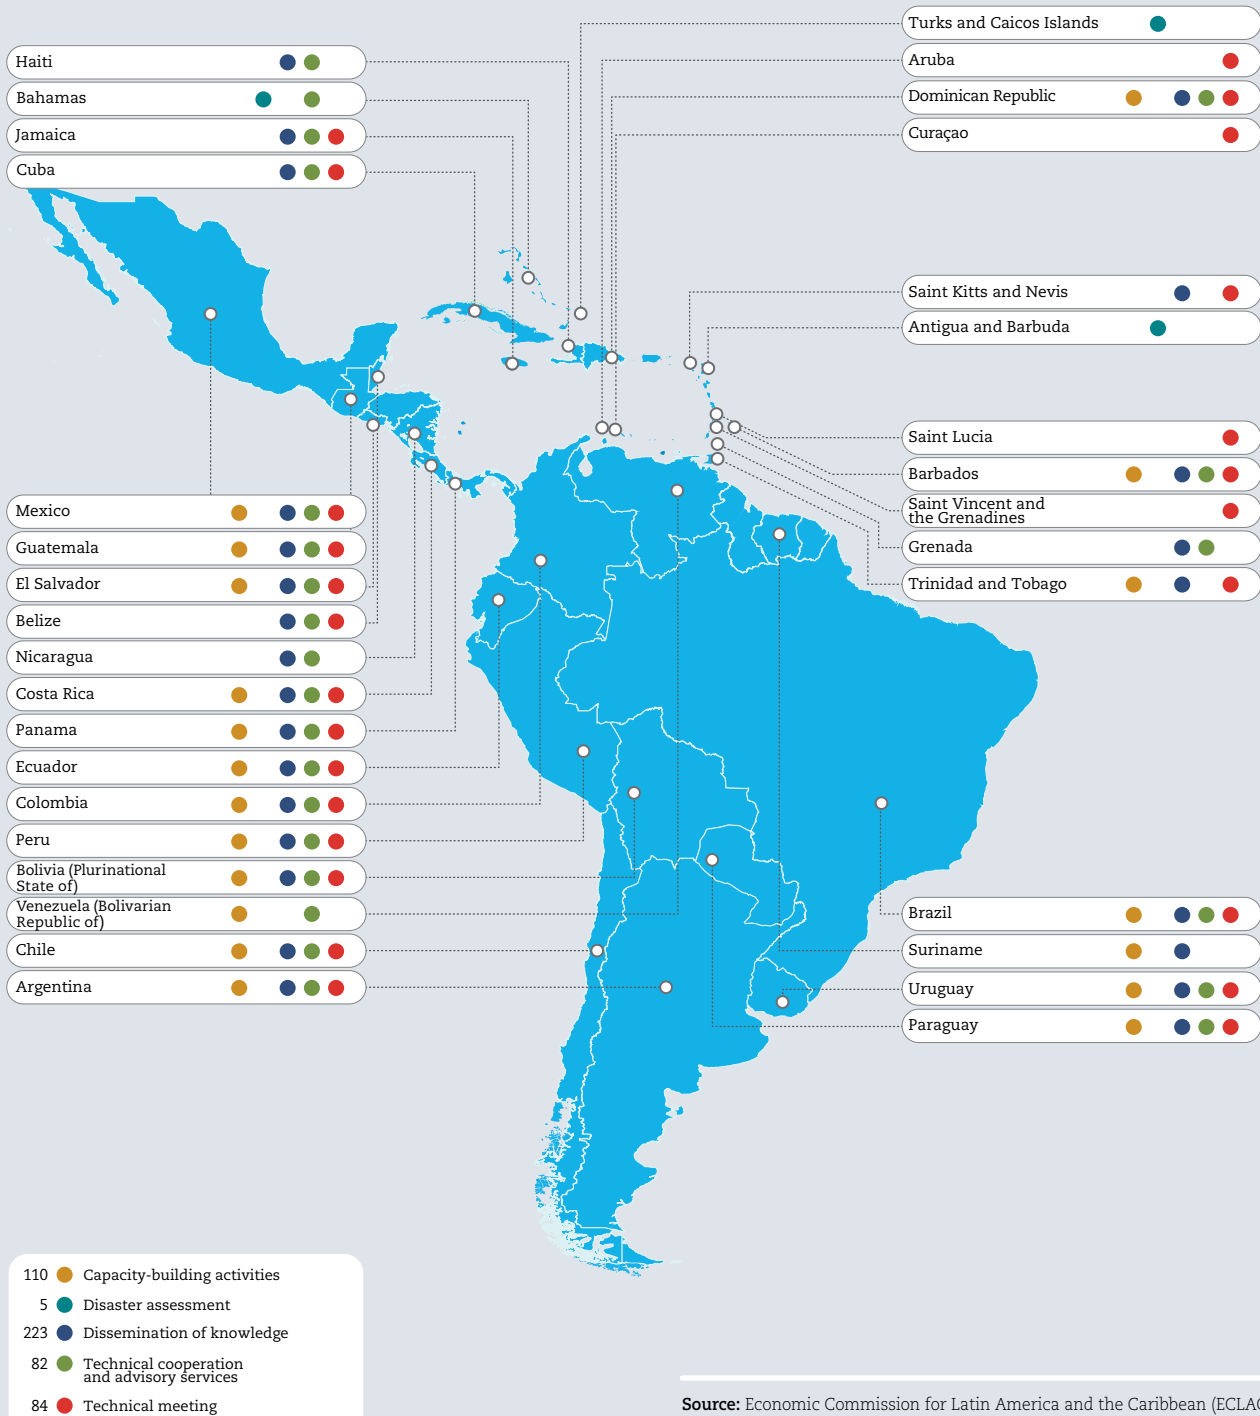 Haiti
Bahamas
Jamaica
Cuba
Turks and Caicos Islands
Aruba
Dominican Republic
Curaçao
Saint Kitts and Nevis
Antigua and Barbuda
Saint Lucia
Barbados
Saint Vincent and
the Grenadines
Grenada
Trinidad and Tobago
Mexico
Guatemala
El Salvador
Belize
Nicaragua
Costa Rica
Panama
Ecuador
Colombia
Peru
Bolivia (Plurinational
State of)
Venezuela (Bolivarian
Republic of)
Chile
Argentina
Brazil
Suriname
Uruguay
Paraguay
110 Capacity-building activities
5 Disaster assessment
223 Dissemination of knowledge
82 Technical cooperation
and advisory services
84 Technical meeting
Source: Economic Commission for Latin America and the Caribbean (ECLAC